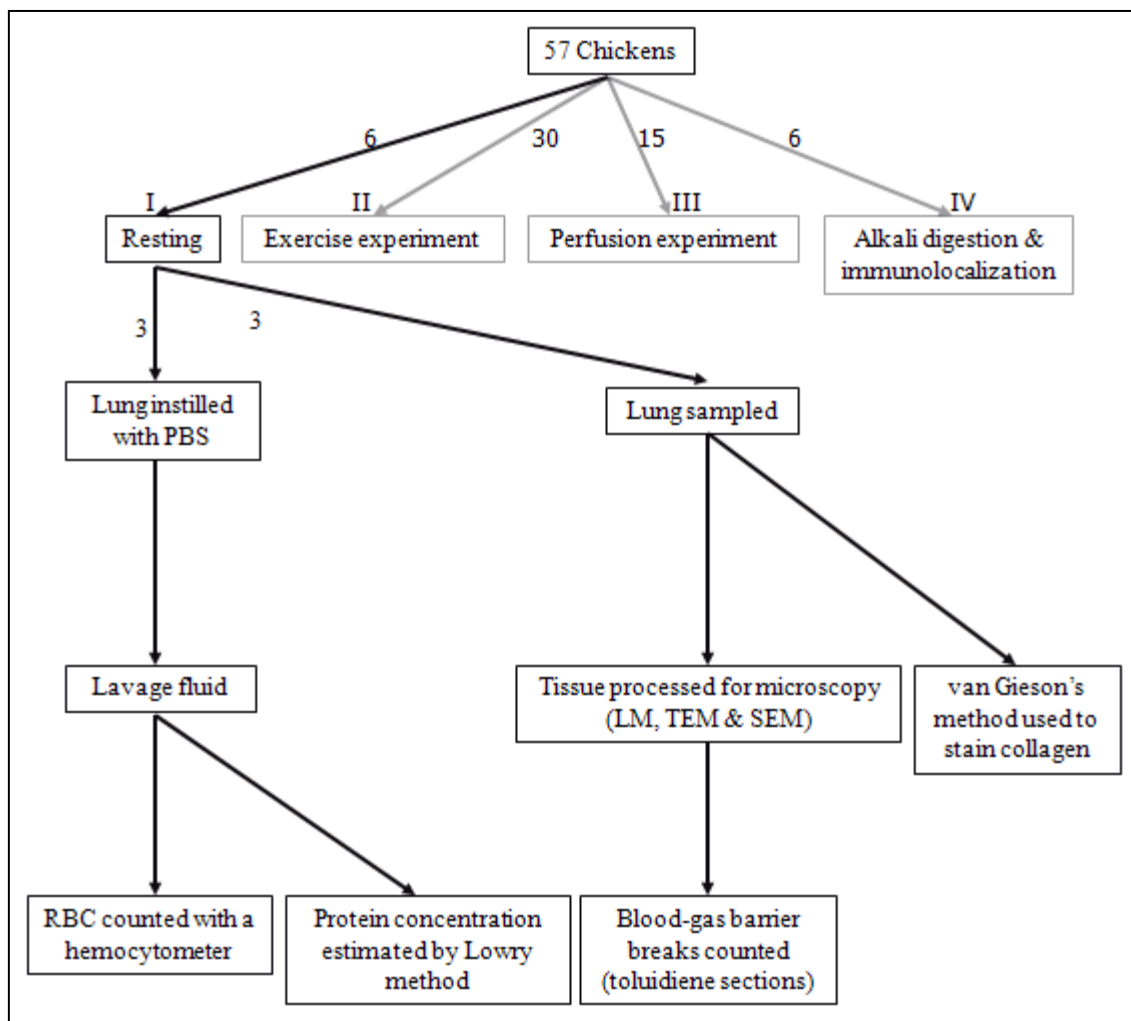 57 Chickens
6
30
15
6
I
II
III
IV
Resting
Exercise experiment
Perfusion experiment
Alkali digestion &
immunolocalization
3
3
Lung instilled
with PBS
Lung sampled
Lavage fluid
Tissue processed for microscopy
(LM, TEM & SEM)
van Gieson's
method used to
stain collagen
RBC counted with a
hemocytometer
Protein concentration
estimated by Lowry
method
Blood-gas barrier
breaks counted
(toluidiene sections)